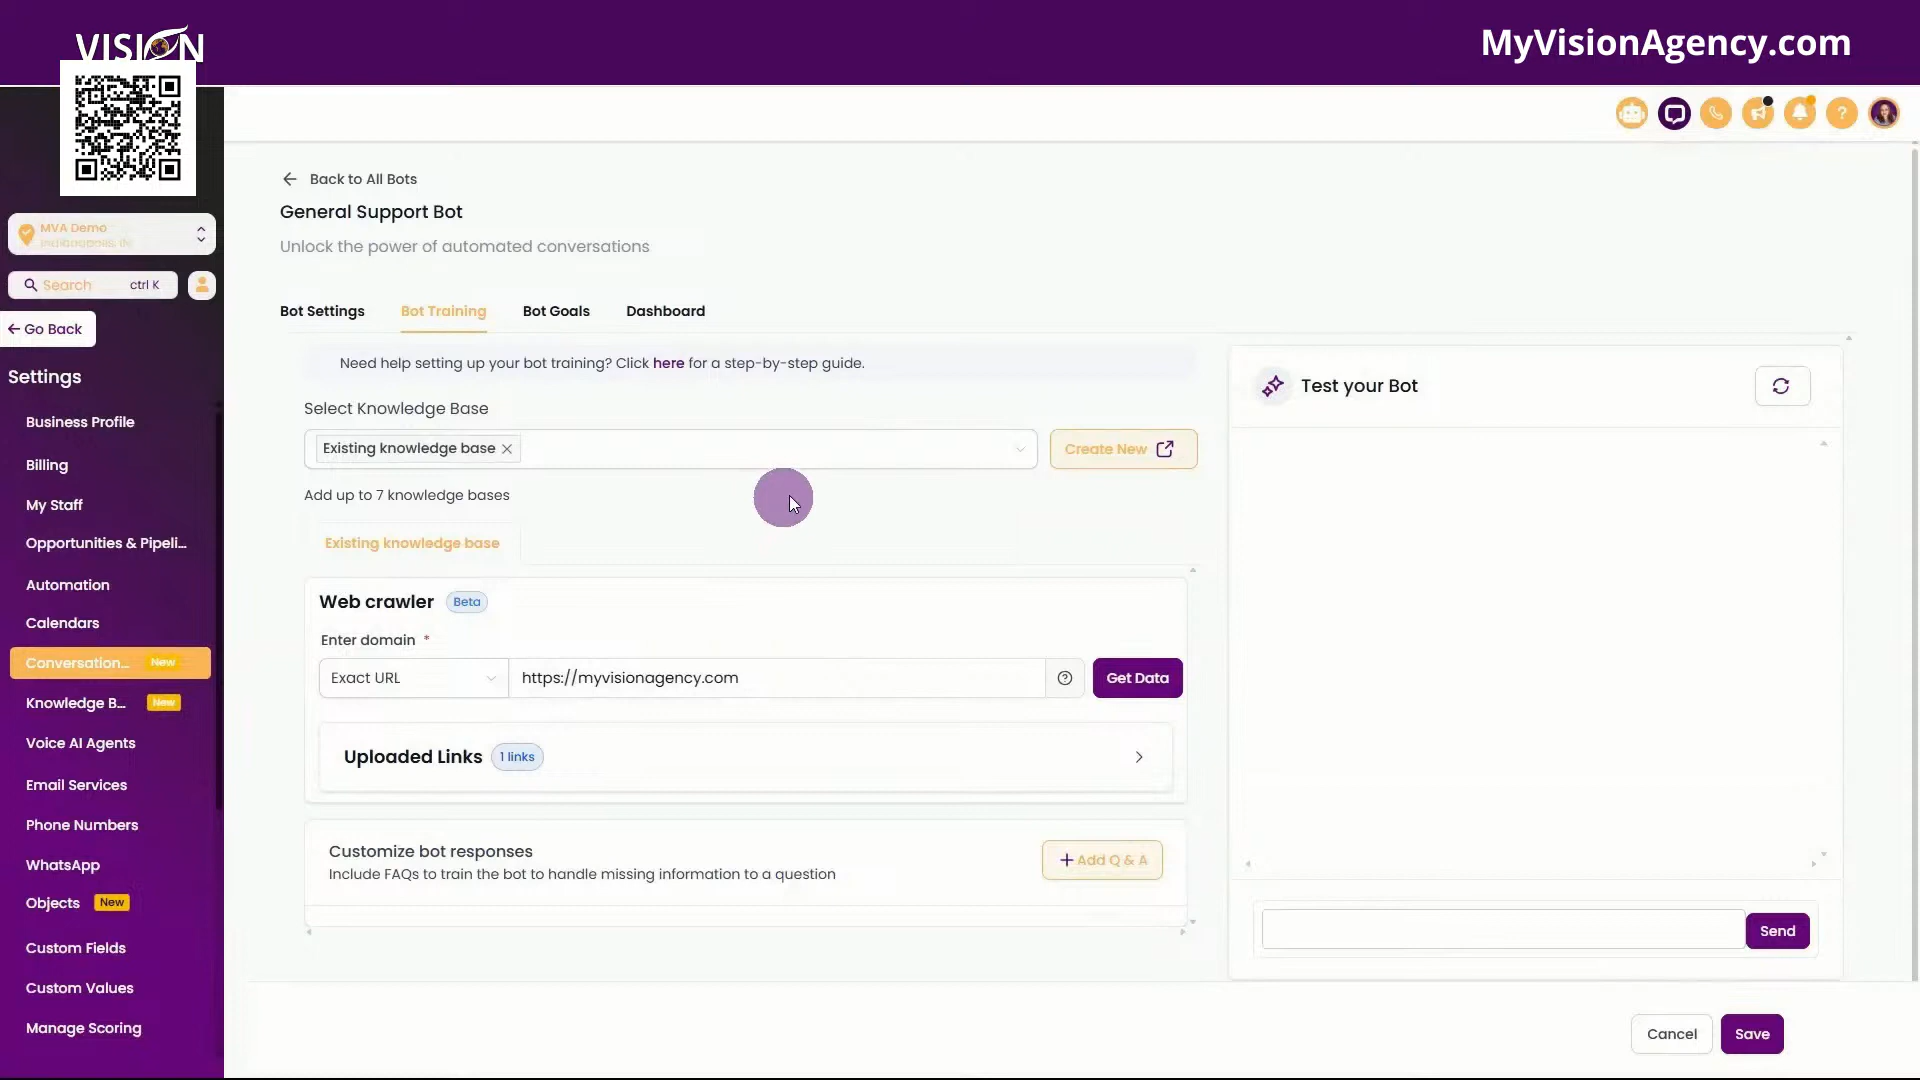 VISION
MyVisionAgency.com
MVA Demo
Indianapolis, IN
Search ctrl K
Go Back
Settings
Business Profile
Billing
My Staff
Opportunities & Pipeli...
Automation
Calendars
Conversation... New
Knowledge B... New
Voice AI Agents
Email Services
Phone Numbers
WhatsApp
Objects New
Custom Fields
Custom Values
Manage Scoring
Back to All Bots
General Support Bot
Unlock the power of automated conversations
Bot Settings Bot Training Bot Goals Dashboard
Need help setting up your bot training? Click here for a step-by-step guide.
Select Knowledge Base
Existing knowledge base
Create New
Add up to 7 knowledge bases
Existing knowledge base
Web crawler Beta
Enter domain *
Exact URL https://myvisionagency.com Get Data
Uploaded Links 1 links
Customize bot responses
Include FAQs to train the bot to handle missing information to a question
Add Q & A
Test your Bot
Send
Cancel Save